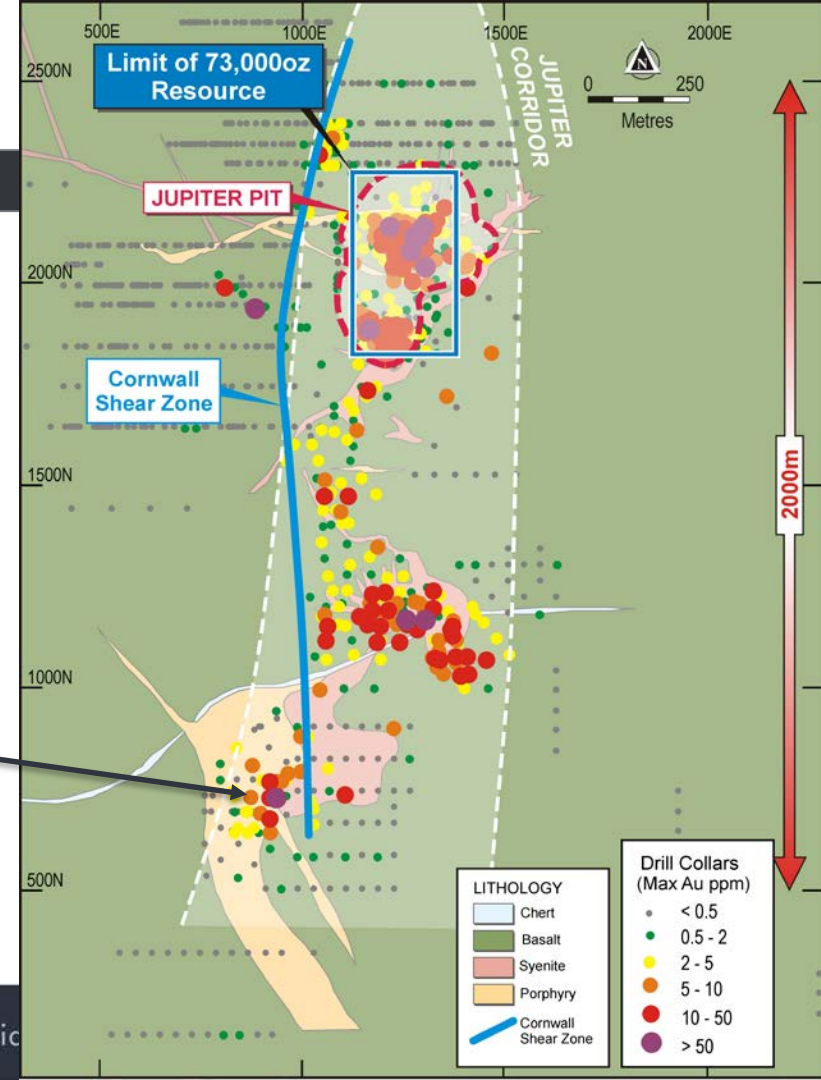 500E
1000E
1500E
2000E
2500N
2000N
1500N
1000N
500N
Limit of 73,000oz
Resource
JUPITER
CORRIDOR
N
0
250
Metres
JUPITER PIT
Cornwall
Shear Zone
2000m
LITHOLOGY
Chert
Basalt
Syenite
Porphyry
Cornwall
Shear Zone
Drill Collars
(Max Au ppm)
< 0.5
0.5 - 2
2 - 5
5 - 10
10 - 50
> 50